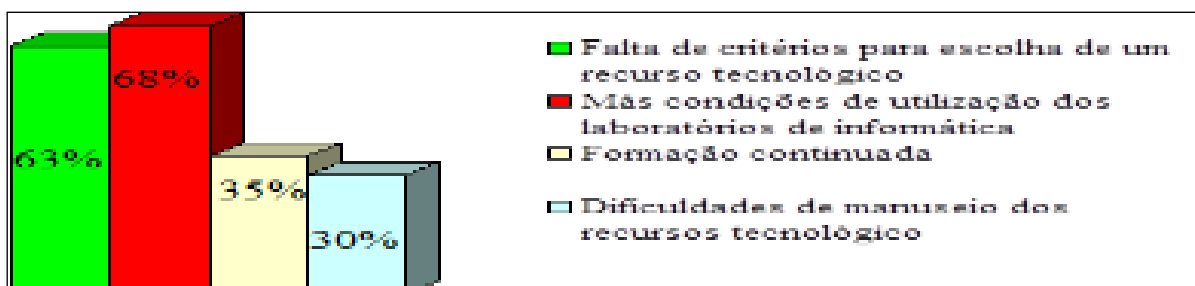 68%
63%
35%
30%
Falta de critérios para escolha de um
recurso tecnológico
Más condições de utilização dos
laboratórios de informática
Formação continuada
Dificuldades de manuseio dos
recursos tecnológico